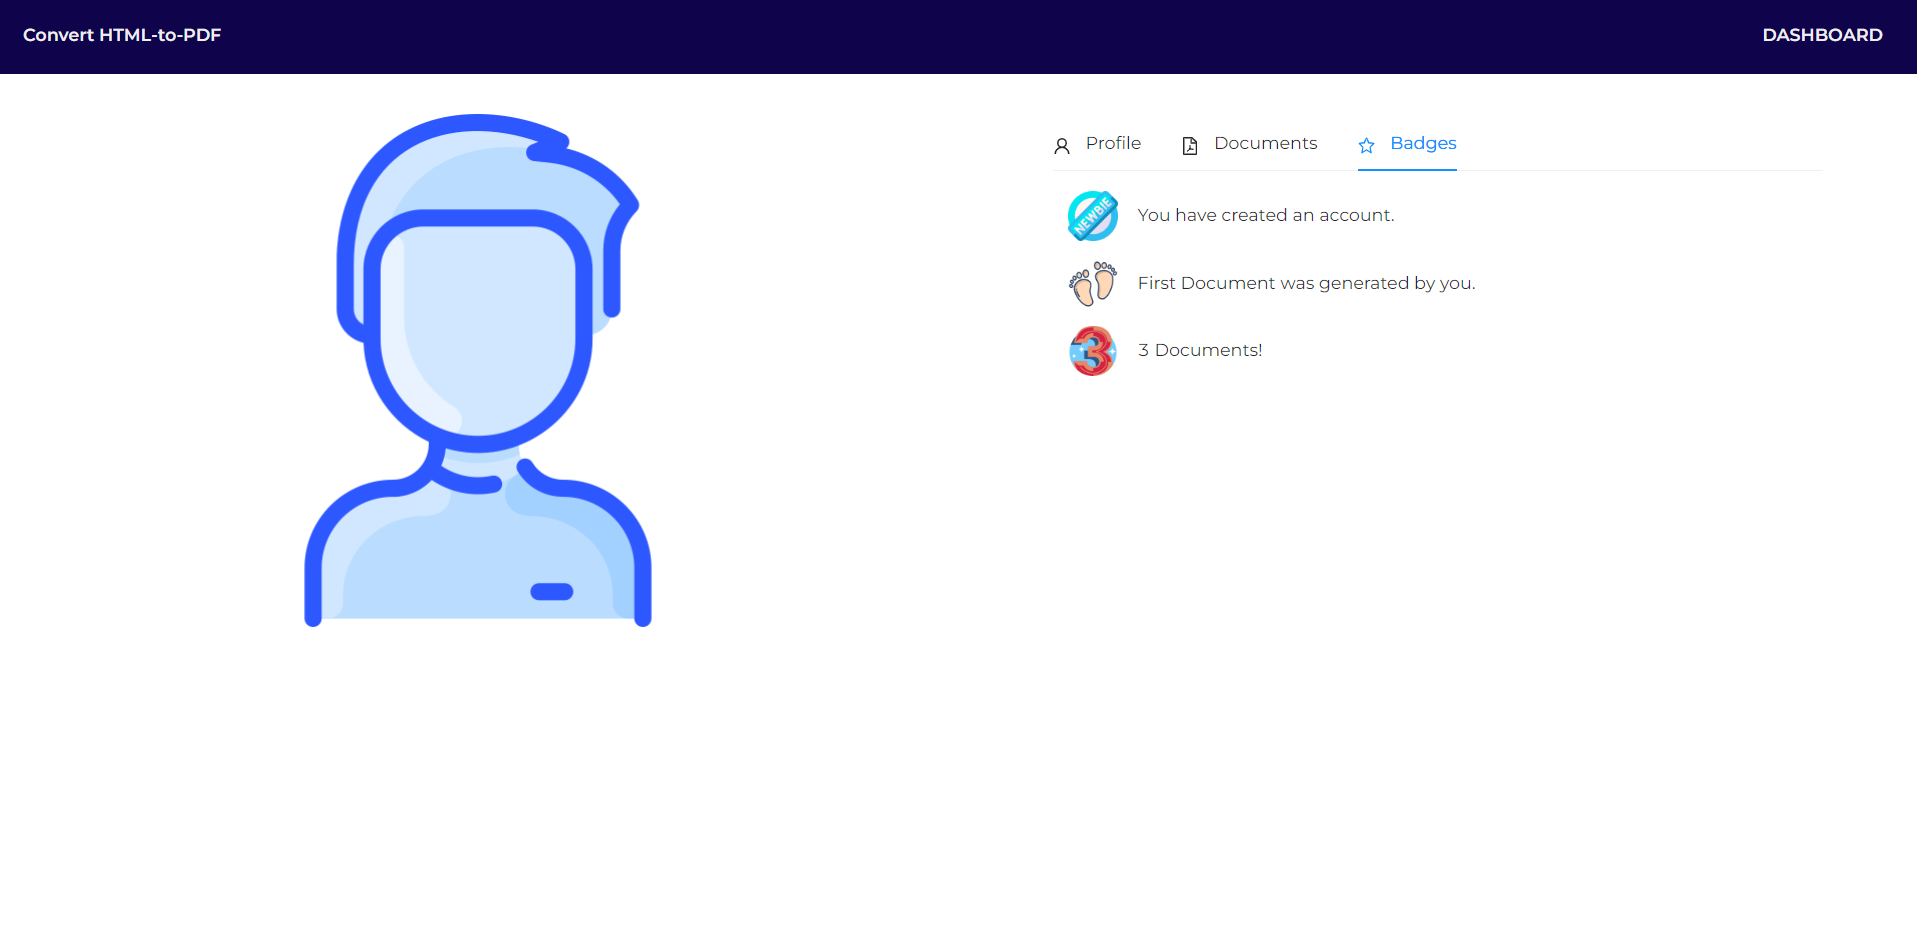 Convert HTML-to-PDF
DASHBOARD
Profile
Documents
Badges
NEWBIE
You have created an account.
First Document was generated by you.
3
3 Documents!